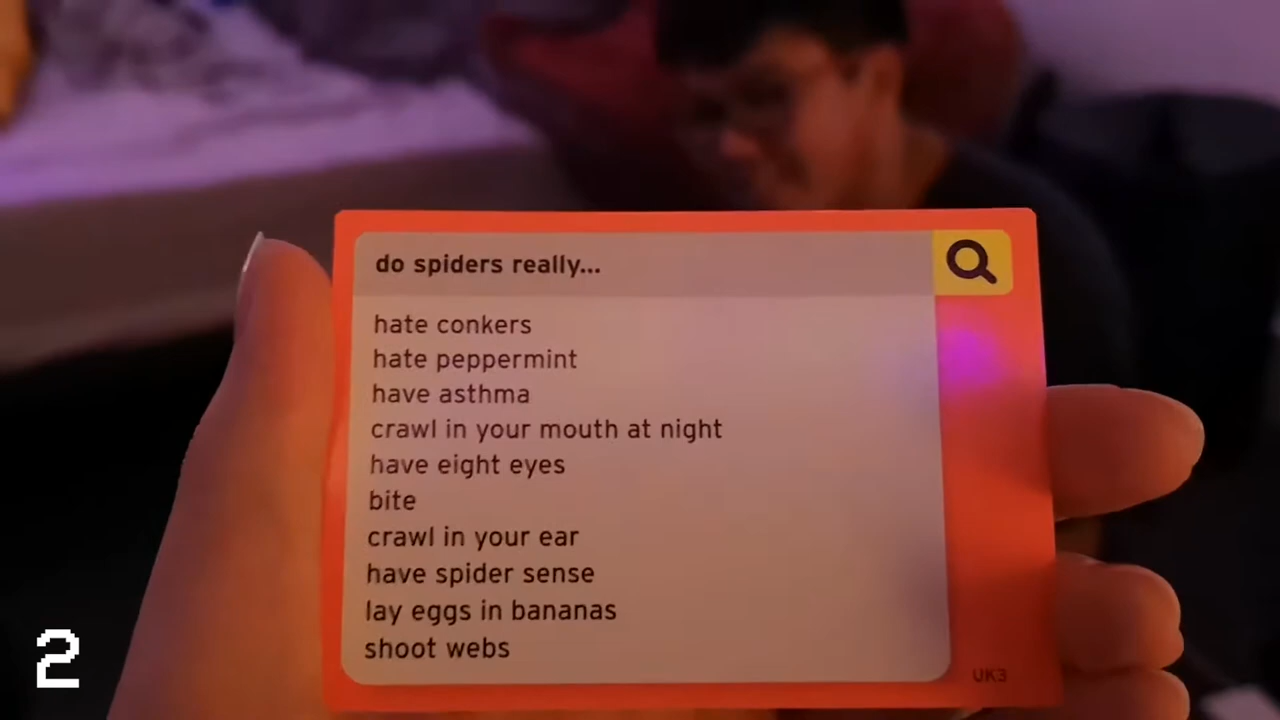 do spiders really...
hate conkers
hate peppermint
have asthma
crawl in your mouth at night
have eight eyes
bite
crawl in your ear
have spider sense
lay eggs in bananas
shoot webs
UK3
2